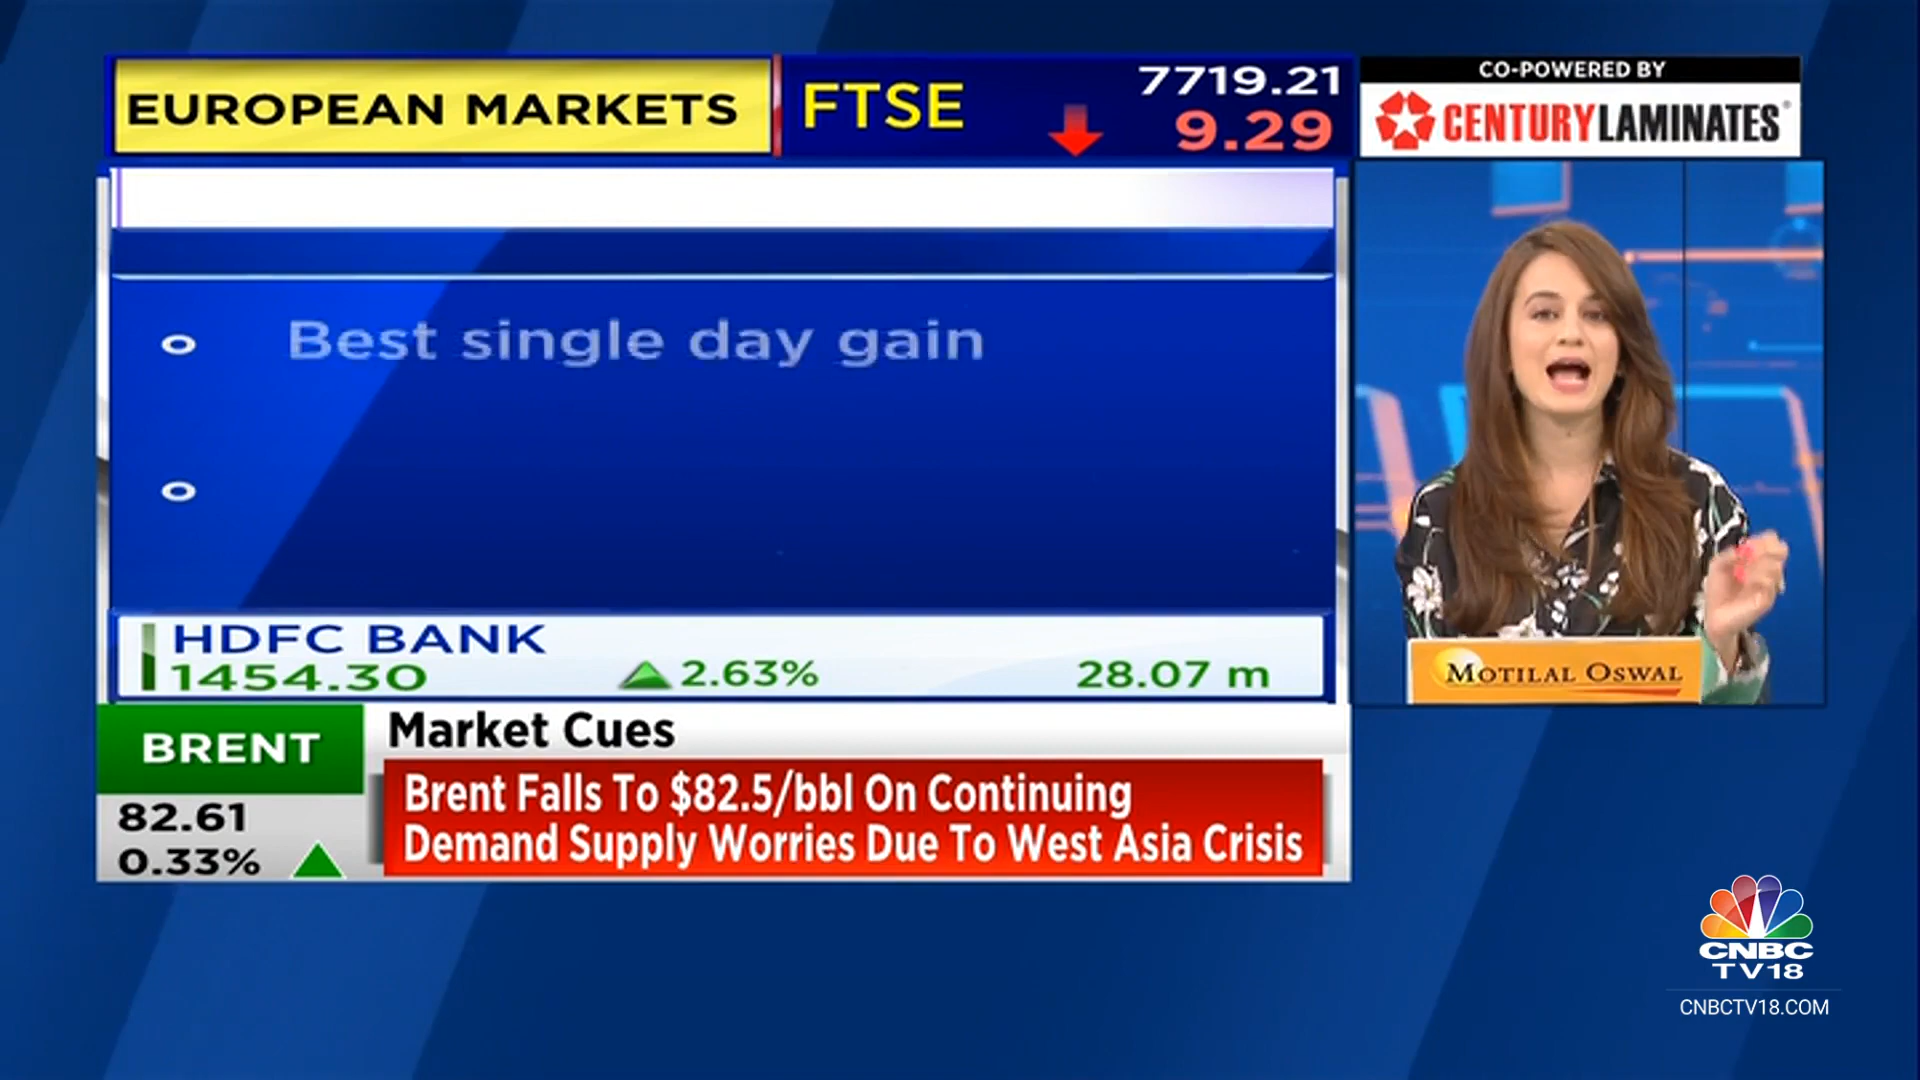 EUROPEAN MARKETS
FTSE
7719.21
9.29
CO-POWERED BY
CENTURYLAMINATES
Best single day gain
HDFC BANK
1454.30
2.63%
28.07 m
MOTILAL OSWAL
BRENT
82.61
0.33%
Market Cues
Brent Falls To $82.5/bbl On Continuing
Demand Supply Worries Due To West Asia Crisis
CNBC
TV18
CNBCTV18.COM